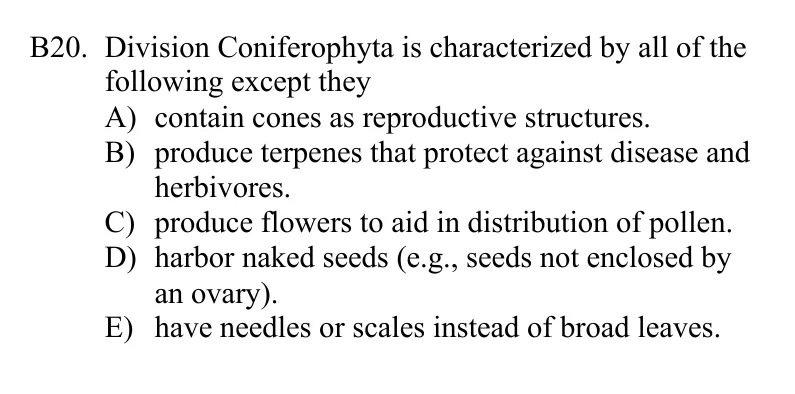 B20. Division Coniferophyta is characterized by all of the
following except they
A) contain cones as reproductive structures.
B) produce terpenes that protect against disease and
herbivores.
C) produce flowers to aid in distribution of pollen.
D) harbor naked seeds (e.g., seeds not enclosed by
an ovary).
E) have needles or scales instead of broad leaves.